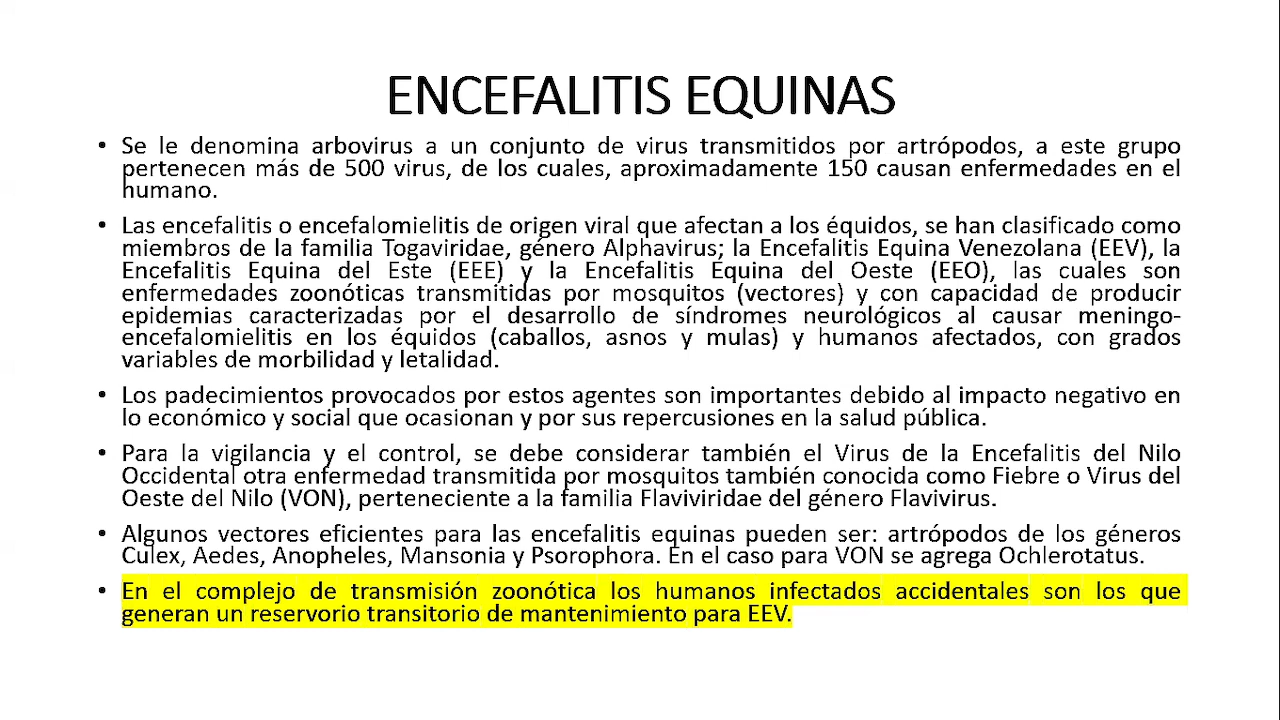 ENCEFALITIS EQUINAS
• Se le denomina arbovirus a un conjunto de virus transmitidos por artrópodos, a este grupo
pertenecen más de 500 virus, de los cuales, aproximadamente 150 causan enfermedades en el
humano.
• Las encefalitis o encefalomielitis de origen viral que afectan a los équidos, se han clasificado como
miembros de la familia Togaviridae, género Alphavirus; la Encefalitis Equina Venezolana (EEV), la
Encefalitis Equina del Este (EEE) y la Encefalitis Equina del Oeste (EEO), las cuales son
enfermedades zoonóticas transmitidas por mosquitos (vectores) y con capacidad de producir
epidemias caracterizadas por el desarrollo de síndromes neurológicos al causar meningo-
encefalomielitis en los équidos (caballos, asnos y mulas) y humanos afectados, con grados
variables de morbilidad y letalidad.
• Los padecimientos provocados por estos agentes son importantes debido al impacto negativo en
lo económico y social que ocasionan y por sus repercusiones en la salud pública.
• Para la vigilancia y el control, se debe considerar también el Virus de la Encefalitis del Nilo
Occidental otra enfermedad transmitida por mosquitos también conocida como Fiebre o Virus del
Oeste del Nilo (VON), perteneciente a la familia Flaviviridae del género Flavivirus.
• Algunos vectores eficientes para las encefalitis equinas pueden ser: artrópodos de los géneros
Culex, Aedes, Anopheles, Mansonia y Psorophora. En el caso para VON se agrega Ochlerotatus.
• En el complejo de transmisión zoonótica los humanos infectados accidentales son los que
generan un reservorio transitorio de mantenimiento para EEV.